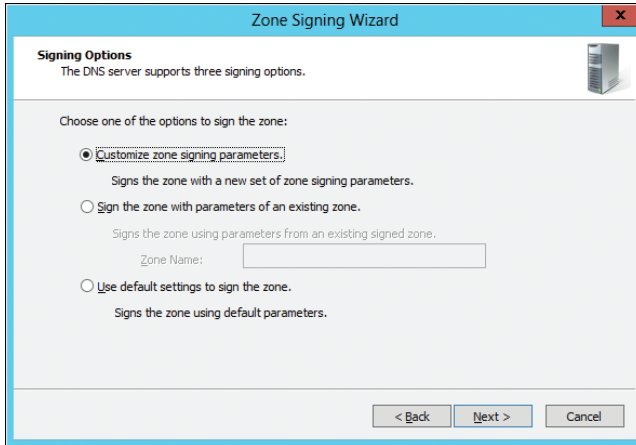 Zone Signing Wizard
x
Signing Options
The DNS server supports three signing options.
Choose one of the options to sign the zone:
Customize zone signing parameters.
Signs the zone with a new set of zone signing parameters.
Sign the zone with parameters of an existing zone.
Signs the zone using parameters from an existing signed zone.
Zone Name:
Use default settings to sign the zone.
Signs the zone using default parameters.
< Back Next > Cancel